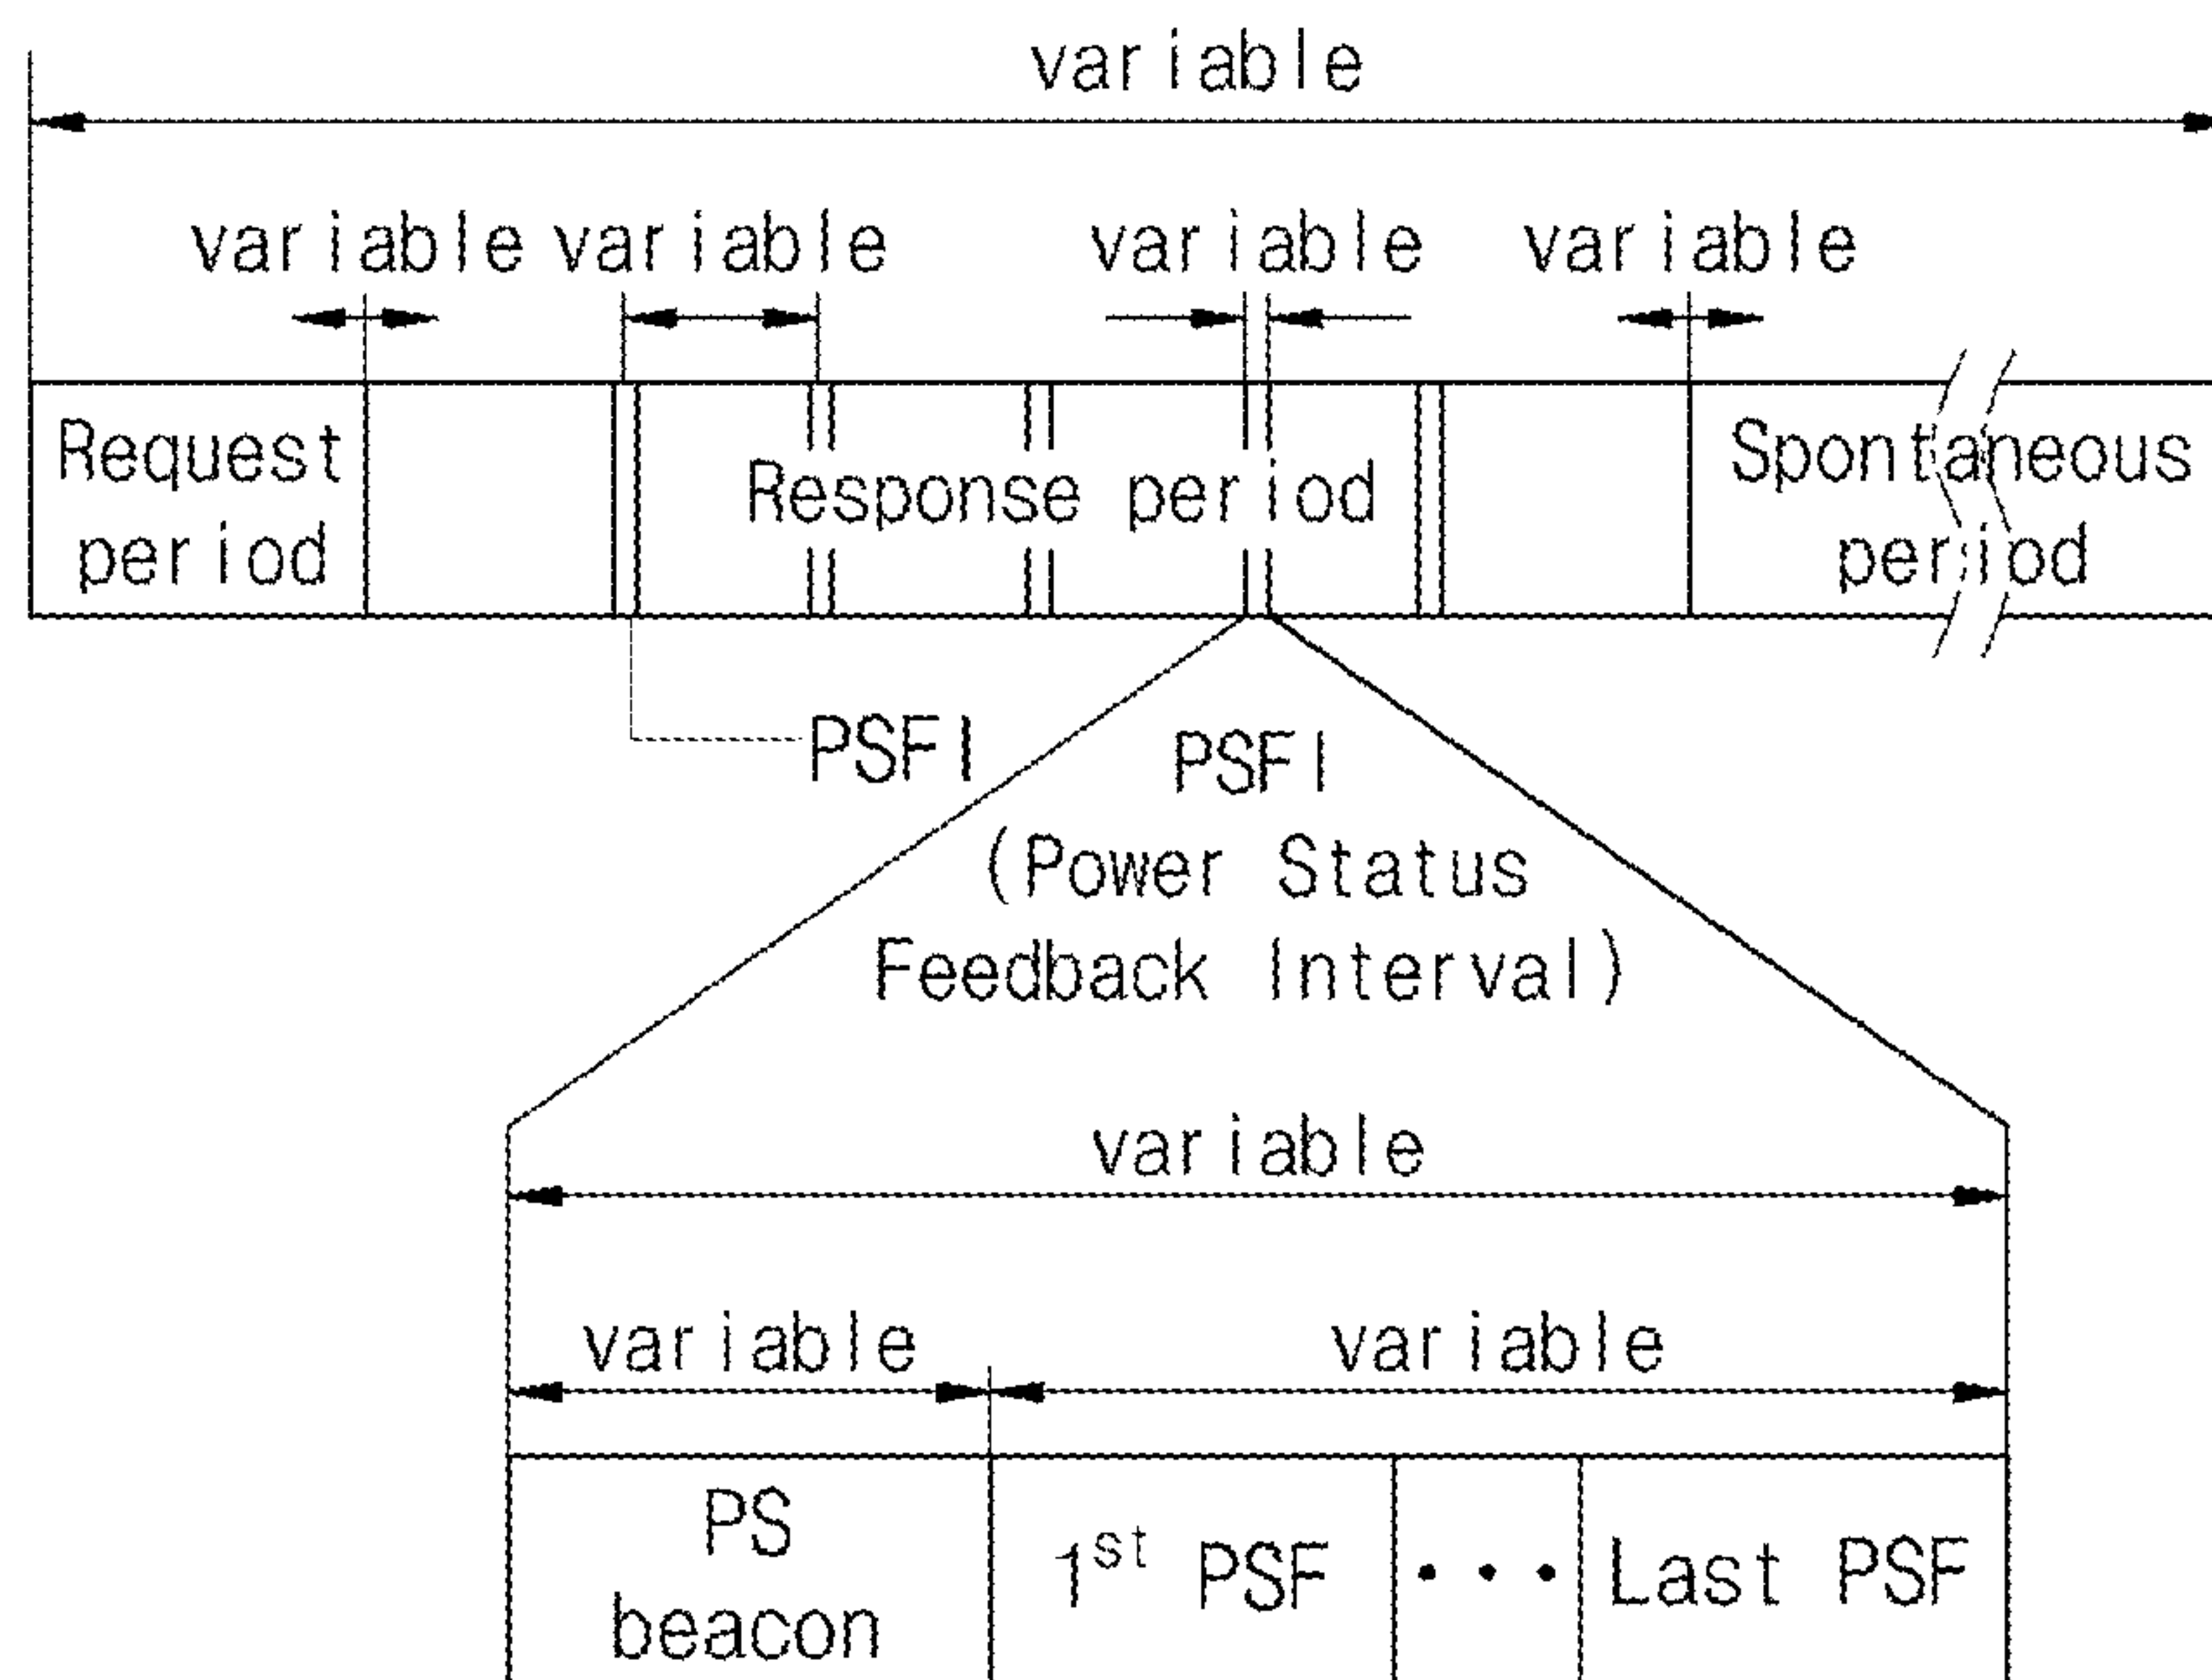 variable
variable variable variable variable
Request
period
Response period
Spontaneous
period
PSFI
PSFI
(Power Status
Feedback Interval)
variable
variable variable
PS
beacon
1st PSF
• • •
Last PSF